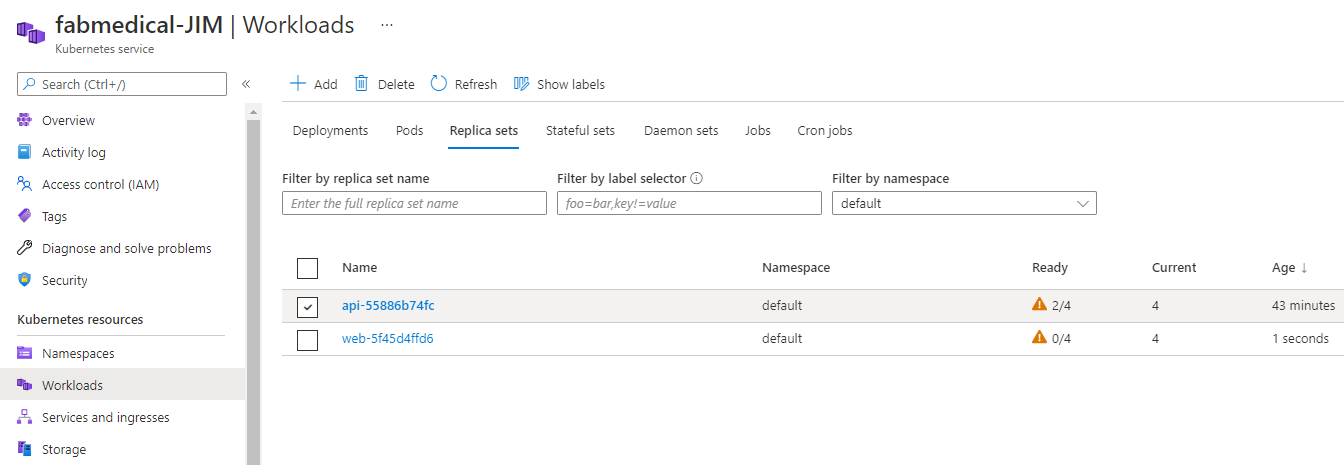 fabmedical-JIM | Workloads ...
Kubernetes service
Search (Ctrl+/)
«
Overview
Activity log
Access control (IAM)
Tags
Diagnose and solve problems
Security
Kubernetes resources
Namespaces
Workloads
Services and ingresses
Storage
Add Delete Refresh Show labels
Deployments Pods Replica sets Stateful sets Daemon sets Jobs Cron jobs
Filter by replica set name Filter by label selector Filter by namespace
Enter the full replica set name foo=bar,key!=value default
Name Namespace Ready Current Age ↓
api-55886b74fc default 2/4 4 43 minutes
web-5f45d4ffd6 default 0/4 4 1 seconds